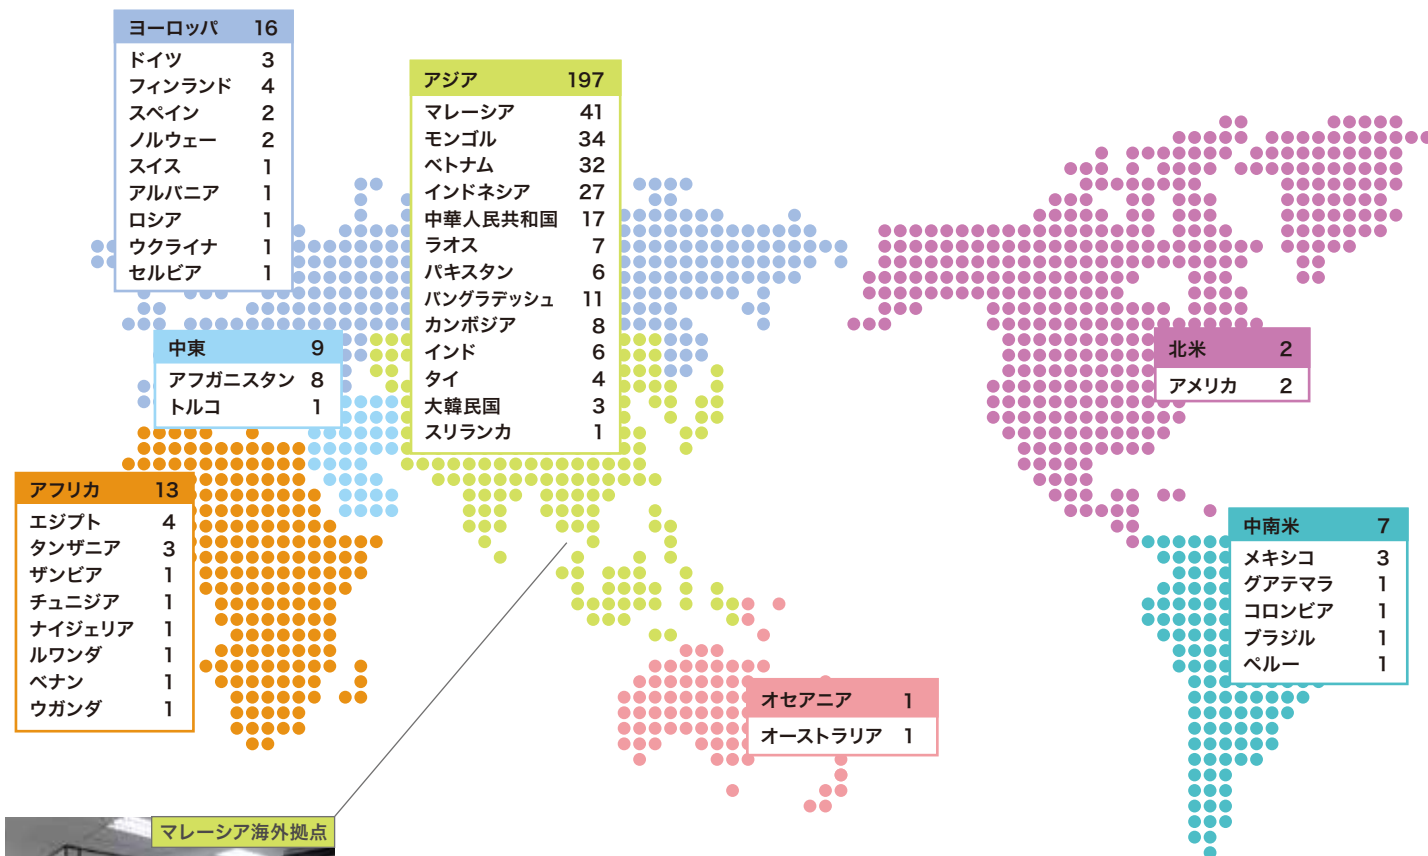 ヨーロッパ 16
ドイツ 3
フィンランド 4
スペイン 2
ノルウェー 2
スイス 1
アルバニア 1
ロシア 1
ウクライナ 1
セルビア 1
アジア 197
マレーシア 41
モンゴル 34
ベトナム 32
インドネシア 27
中華人民共和国 17
ラオス 7
パキスタン 6
バングラデッシュ 11
カンボジア 8
インド 6
タイ 4
大韓民国 3
スリランカ 1
中東 9
アフガニスタン 8
トルコ 1
北米 2
アメリカ 2
アフリカ 13
エジプト 4
タンザニア 3
ザンビア 1
チュニジア 1
ナイジェリア 1
ルワンダ 1
ベナン 1
ウガンダ 1
中南米 7
メキシコ 3
グアテマラ 1
コロンビア 1
ブラジル 1
ペルー 1
オセアニア 1
オーストラリア 1
マレーシア海外拠点